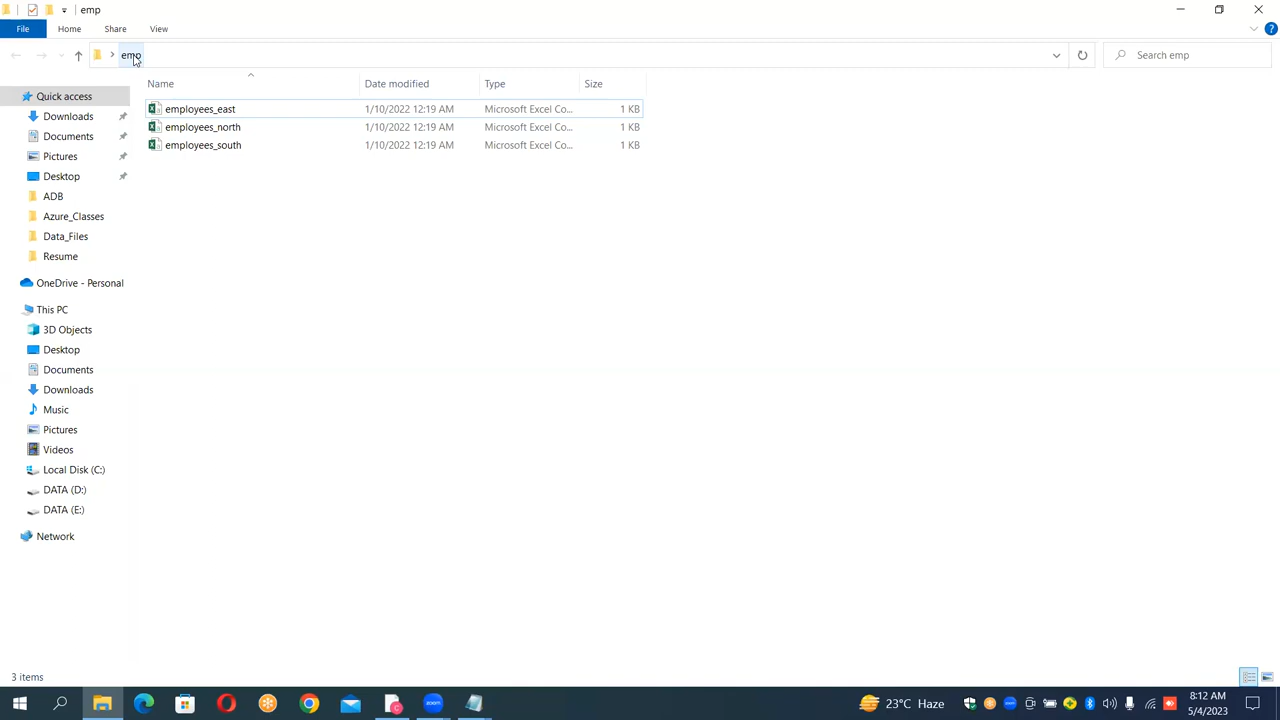 emp
File Home Share View
emp Search emp
Name Date modified Type Size
Quick access
employees_east 1/10/2022 12:19 AM Microsoft Excel Co... 1 KB
Downloads
employees_north 1/10/2022 12:19 AM Microsoft Excel Co... 1 KB
Documents
employees_south 1/10/2022 12:19 AM Microsoft Excel Co... 1 KB
Pictures
Desktop
ADB
Azure_Classes
Data_Files
Resume
OneDrive - Personal
This PC
3D Objects
Desktop
Documents
Downloads
Music
Pictures
Videos
Local Disk (C:)
DATA (D:)
DATA (E:)
Network
3 items
23°C Haze 8:12 AM
5/4/2023